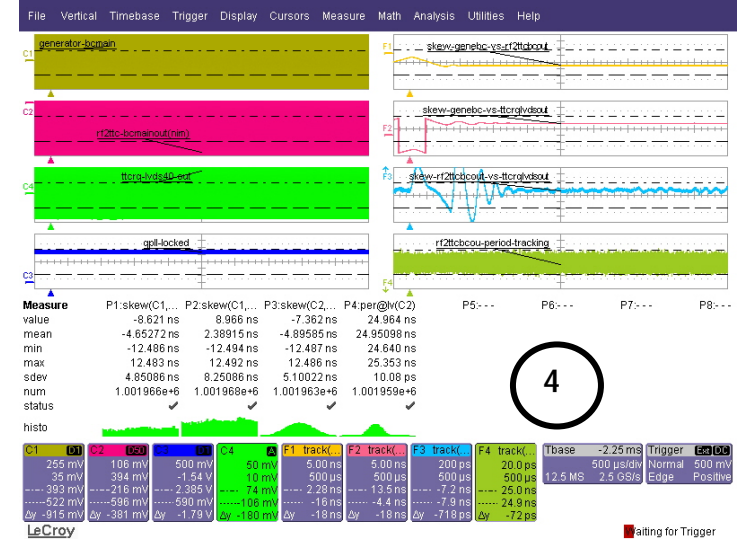 File Vertical Timebase Trigger Display Cursors Measure Math Analysis Utilities Help
C1 generator-bcmain
F1 skew-genebc-vs-rf2ttcbcout
C2 rf2ttc-bcmainout(nim)
F2 skew-genebc-vs-ttcrqlvdsout
C4 ttcrq-lvds40-out
F3 skew-rf2ttcbcout-vs-ttcrqlvdsout
C3 qpll-locked
F4 rf2ttcbcou-period-tracking
Measure P1:skew(C1,... P2:skew(C1,... P3:skew(C2,... P4:per@lv(C2) P5:- - - P6:- - - P7:- - - P8:- - -
value -8.621 ns 8.966 ns -7.362 ns 24.964 ns
mean -4.65272 ns 2.38915 ns -4.89585 ns 24.95098 ns
min -12.486 ns -12.494 ns -12.487 ns 24.640 ns
max 12.483 ns 12.492 ns 12.486 ns 25.353 ns
sdev 4.85086 ns 8.25086 ns 5.10022 ns 10.08 ps
num 1.001966e+6 1.001968e+6 1.001963e+6 1.001959e+6
status ✓ ✓ ✓ ✓
4
histo
C1 D1 C2 D50 D1 C4 A F1 track(... F2 track(... F3 track(... F4 track(... Tbase -2.25 ms Trigger Ext DC
255 mV 106 mV 500 mV 50 mV 5.00 ns 5.00 ns 200 ps 20.0 ps 500 µs/div Normal 500 mV
35 mV 394 mV -1.54 V 10 mV 500 µs 500 µs 500 µs 500 µs 12.5 MS 2.5 GS/s Edge Positive
393 mV -216 mV 2.385 V 74 mV 2.28 ns 13.5 ns -7.2 ns 25.0 ns
-522 mV -596 mV 590 mV -106 mV -16 ns -4.4 ns -7.9 ns 24.9 ns
Δy -915 mV Δy -381 mV Δy -1.79 V Δy -180 mV Δy -18 ns Δy -18 ns Δy -718 ps Δy -72 ps
LeCroy
aiting for Trigger